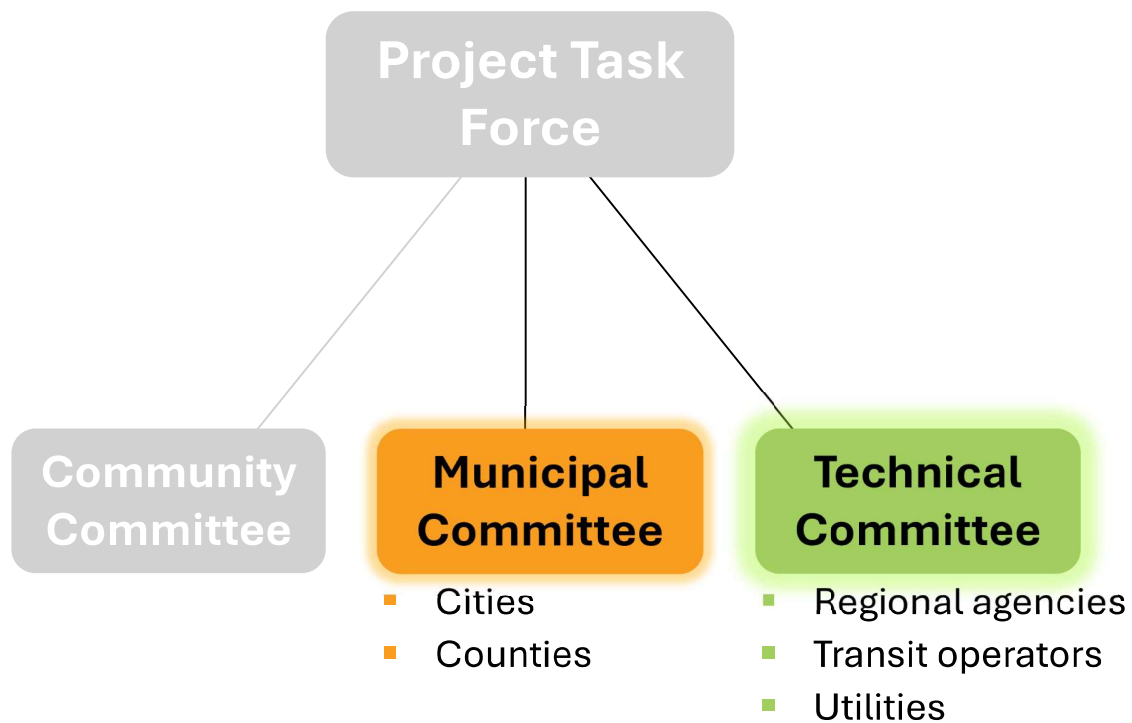 Project Task
Force
Community
Committee
Municipal
Committee
Technical
Committee
Cities
Counties
Regional agencies
Transit operators
Utilities